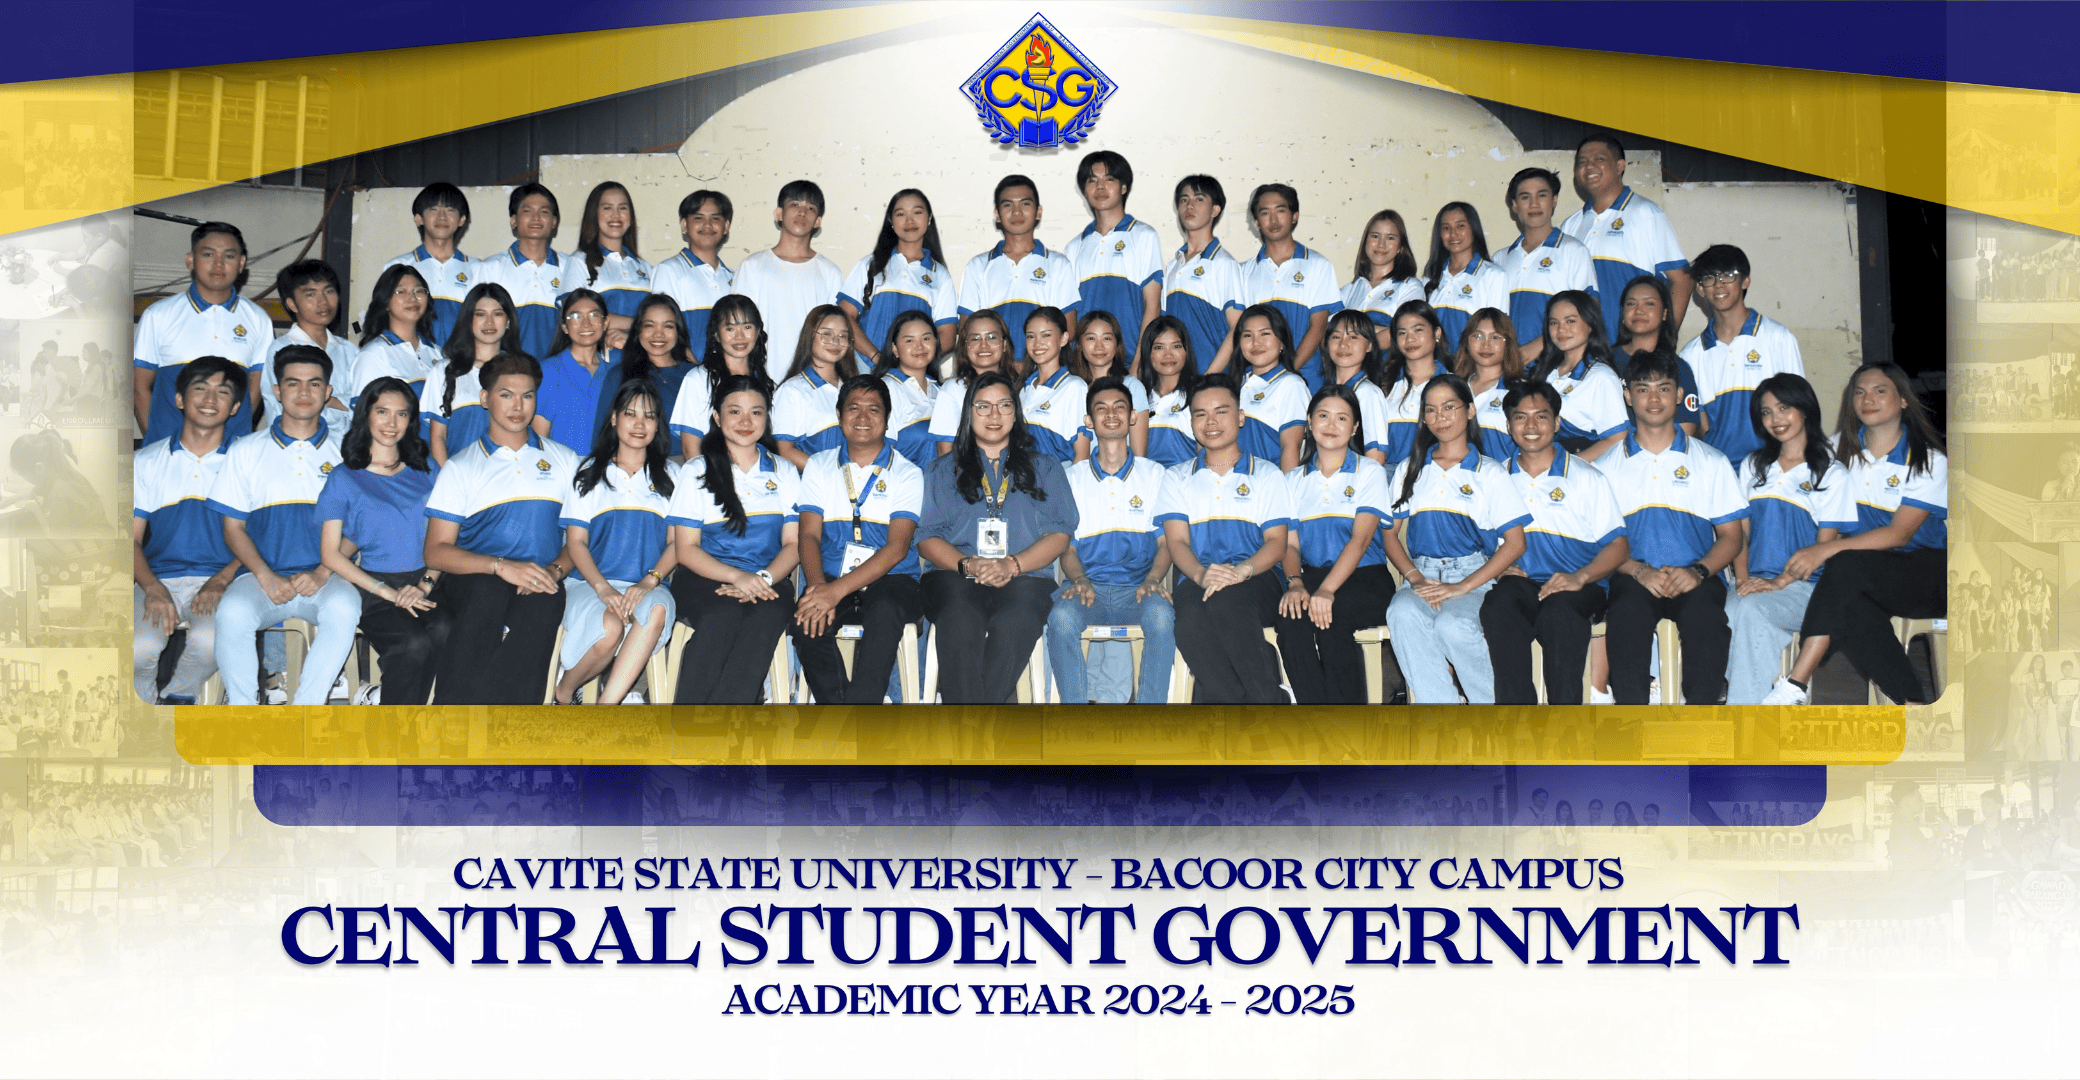 CSG
CAVITE STATE UNIVERSITY - BACOOR CITY CAMPUS
CENTRAL STUDENT GOVERNMENT
ACADEMIC YEAR 2024 - 2025